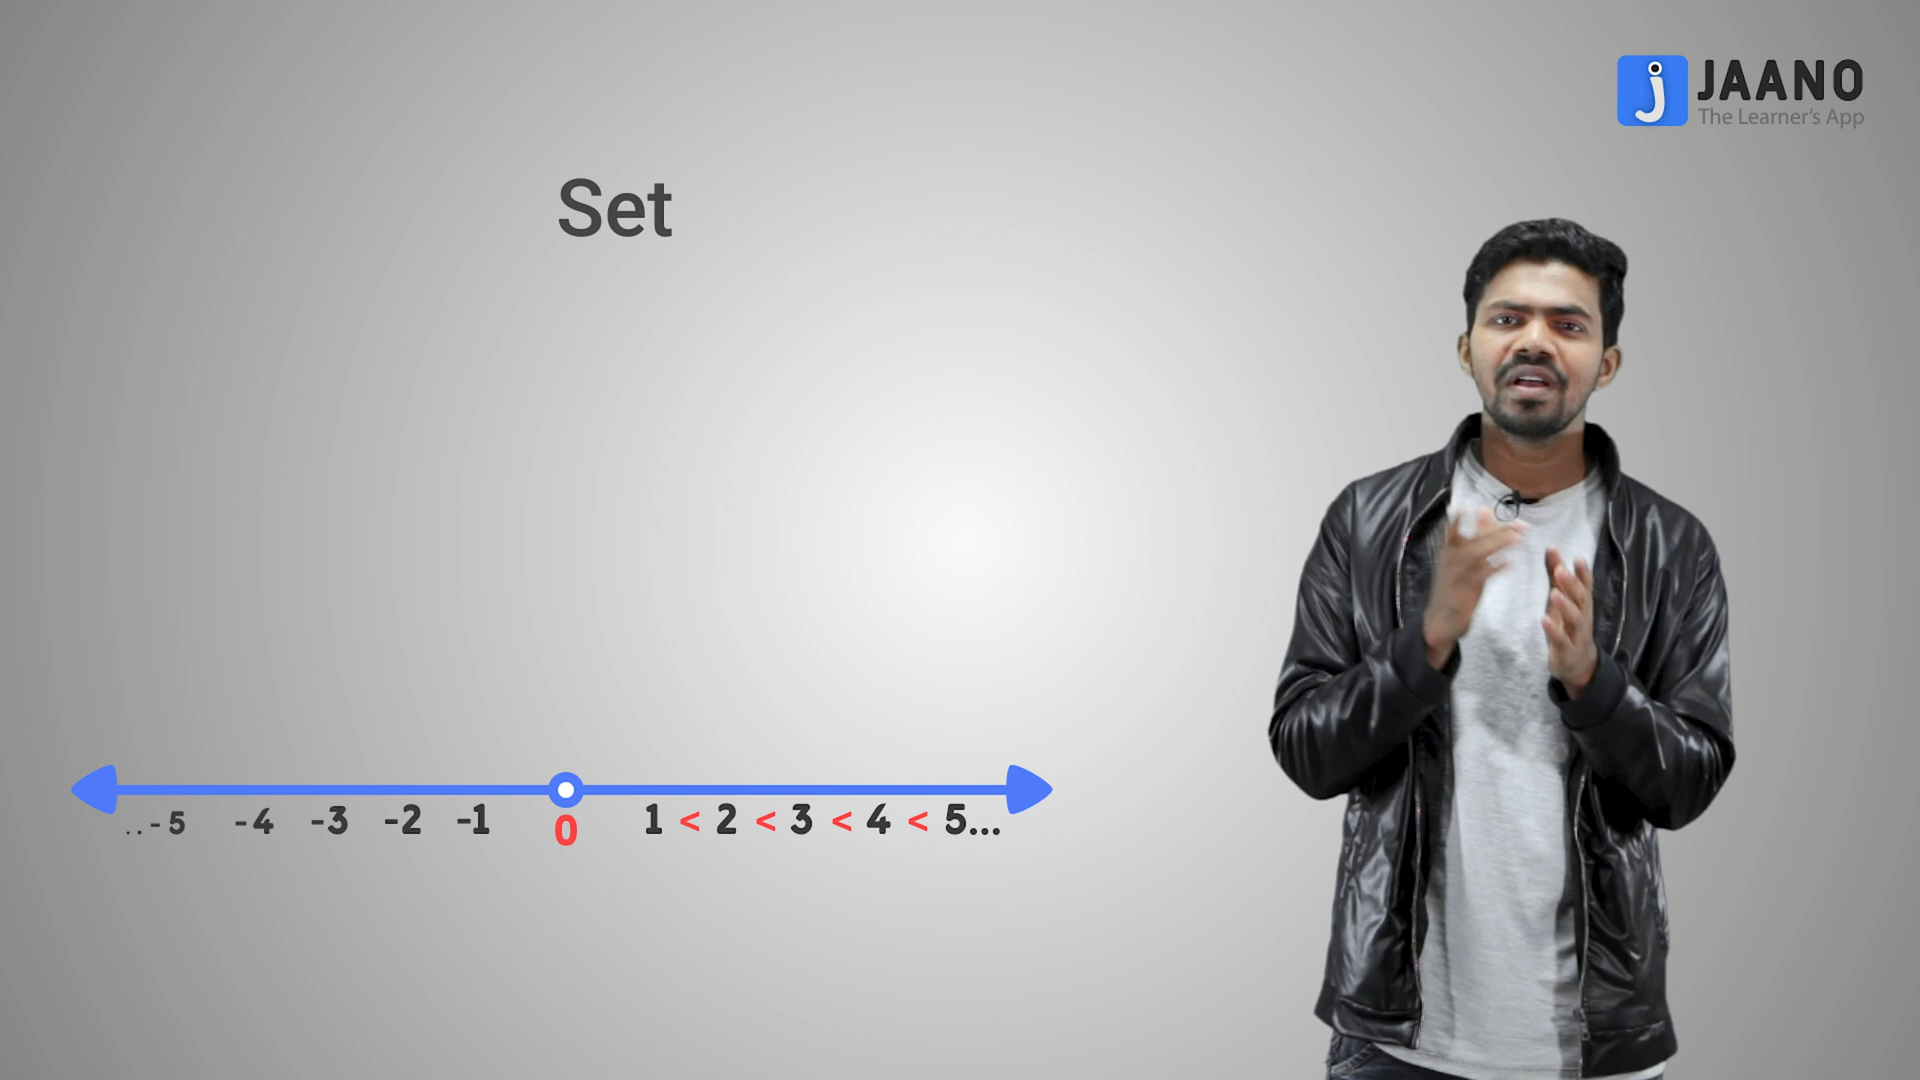 j JAANO
The Learner's App
Set
..-5 -4 -3 -2 -1 0 1 < 2 < 3 < 4 < 5...